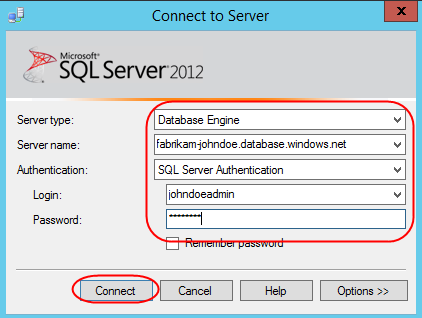 Connect to Server
x
Microsoft
SQL Server 2012
Server type: Database Engine
Server name: fabrikam-johndoe.database.windows.net
Authentication: SQL Server Authentication
Login: johndoeadmin
Password: ********
Remember password
Connect Cancel Help Options >>